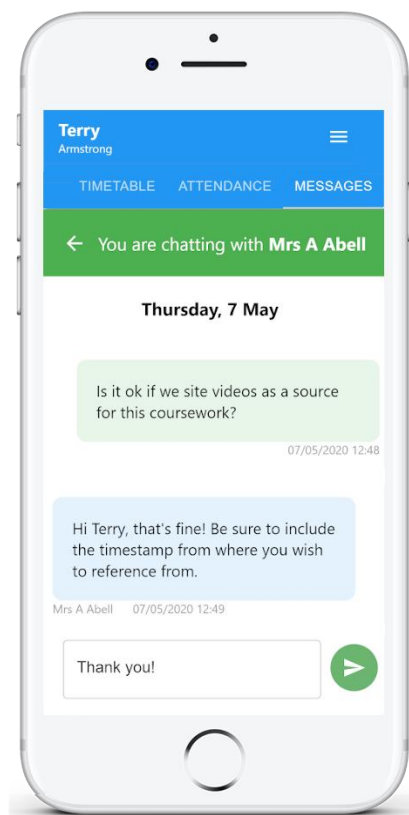 Terry
Armstrong
TIMETABLE ATTENDANCE MESSAGES
You are chatting with Mrs A Abell
Thursday, 7 May
Is it ok if we site videos as a source
for this coursework?
07/05/2020 12:48
Hi Terry, that's fine! Be sure to include
the timestamp from where you wish
to reference from.
Mrs A Abell 07/05/2020 12:49
Thank you!